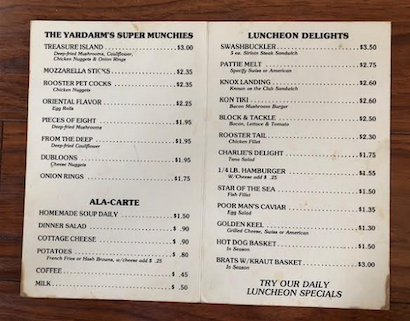 THE YARDARM'S SUPER MUNCHIES
TREASURE ISLAND $3.00
Deep-fried Mushrooms, Cauliflower,
Chicken Nuggets & Onion Rings
MOZZARELLA STICKS $2.35
ROOSTER PET COCKS $2.35
Chicken Nuggets
ORIENTAL FLAVOR $2.25
Egg Rolls
PIECES OF EIGHT $1.95
Deep-fried Mushrooms
FROM THE DEEP $1.95
Deep-fried Cauliflower
DUBLOONS $1.95
Cheese Nuggets
ONION RINGS $1.75
ALA-CARTE
HOMEMADE SOUP DAILY $1.50
DINNER SALAD $ .90
COTTAGE CHEESE $ .90
POTATOES $ .80
French Fries or Hash Browns, w/cheese add $ .25
COFFEE $ .45
MILK $ .50
LUNCHEON DELIGHTS
SWASHBUCKLER $3.50
5 oz. Sirloin Steak Sandwich
PATTIE MELT $2.75
Specify Swiss or American
KNOX LANDING $2.60
Known as the Club Sandwich
KON TIKI $2.60
Bacon Mushroom Burger
BLOCK & TACKLE $2.50
Bacon, Lettuce & Tomato
ROOSTER TAIL $2.30
Chicken Fillet
CHARLIE'S DELIGHT $1.75
Tuna Salad
1/4 LB. HAMBURGER $1.55
W/Cheese add $ .25
STAR OF THE SEA $1.50
Fish Fillet
POOR MAN'S CAVIAR $1.35
Egg Salad
GOLDEN KEEL $1.30
Grilled Cheese, Swiss or American
HOT DOG BASKET $1.50
In Season
BRATS W/KRAUT BASKET $3.00
In Season
TRY OUR DAILY
LUNCHEON SPECIALS